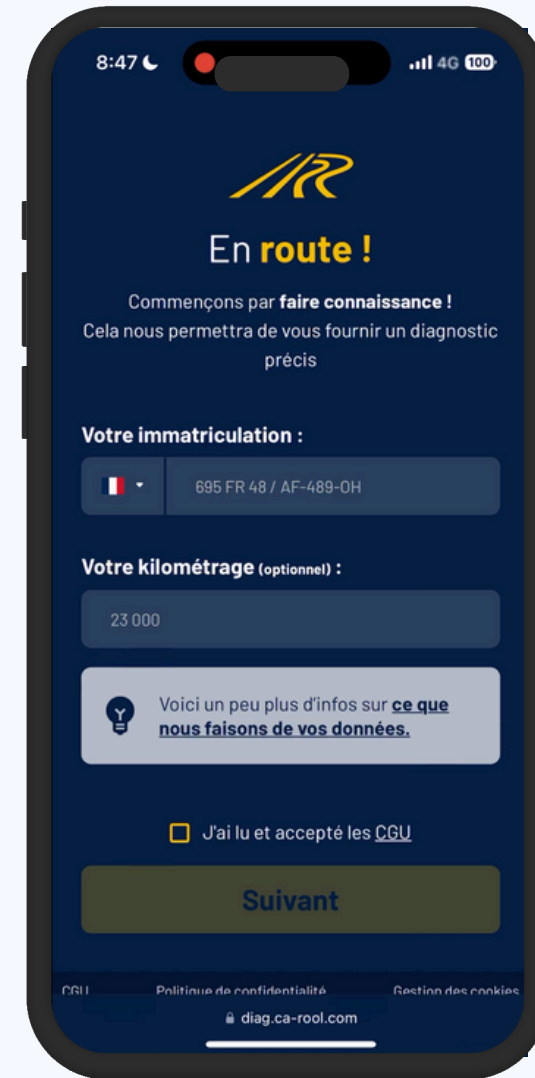 8:47
4G 100
En route !
Commençons par faire connaissance !
Cela nous permettra de vous fournir un diagnostic
précis
Votre immatriculation :
695 FR 48 / AF-489-OH
Votre kilométrage (optionnel) :
23 000
Voici un peu plus d'infos sur ce que
nous faisons de vos données.
J'ai lu et accepté les CGU
Suivant
CGU Politique de confidentialité Gestion des cookies
diag.ca-rool.com